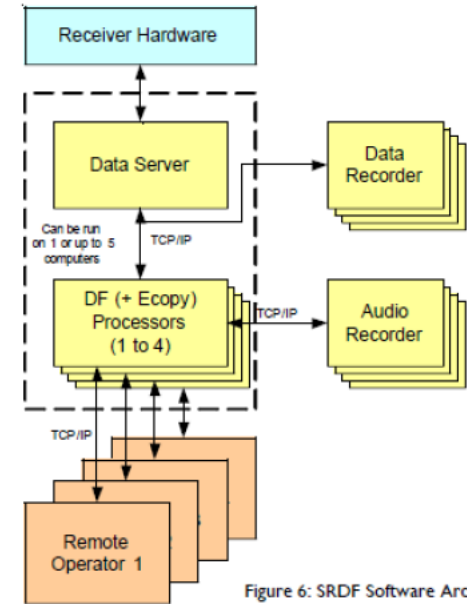 Receiver Hardware
Data Server
Data
Recorder
Can be run
on 1 or up to 5
computers
TCP/IP
DF (+ Ecopy)
Processors
(1 to 4)
TCP/IP
Audio
Recorder
TCP/IP
Remote
Operator 1
Figure 6: SRDF Software Arc